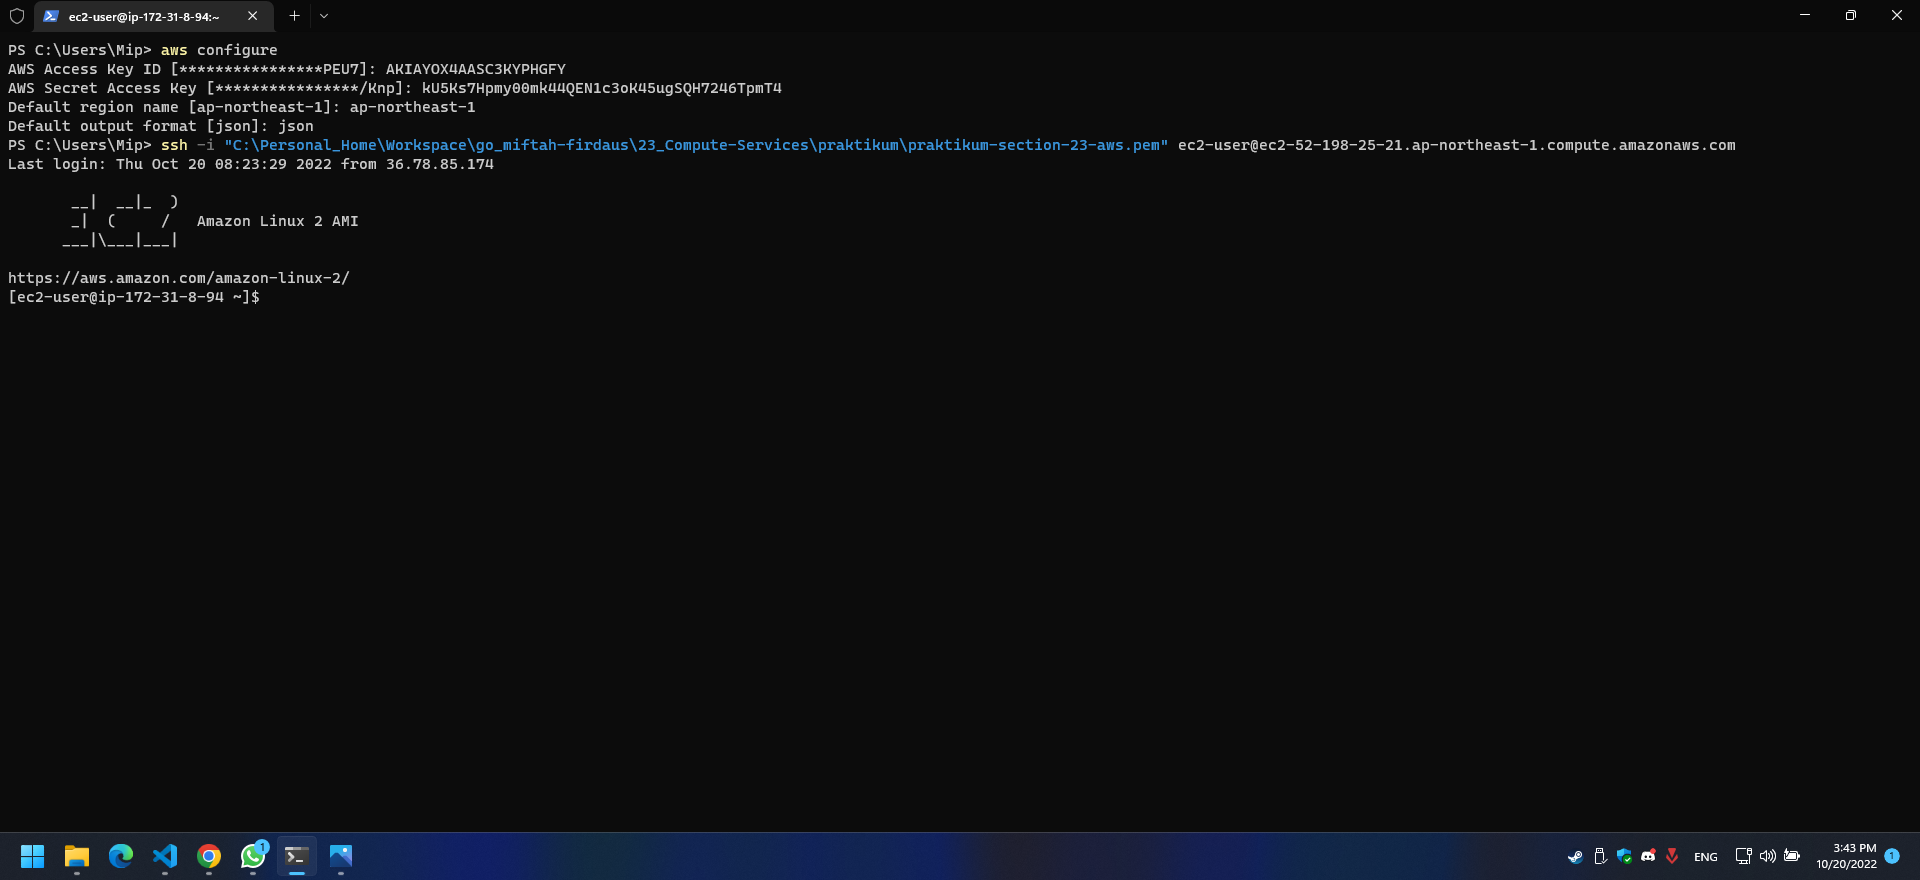 ec2-user@ip-172-31-8-94:~
PS C:\Users\Mip> aws configure
AWS Access Key ID [****************PEU7]: AKIAYOX4AASC3KYPHGFY
AWS Secret Access Key [****************/Knp]: 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
Default region name [ap-northeast-1]: ap-northeast-1
Default output format [json]: json
PS C:\Users\Mip> ssh -i "C:\Personal_Home\Workspace\go_miftah-firdaus\23_Compute-Services\praktikum\praktikum-section-23-aws.pem" ec2-user@ec2-52-198-25-21.ap-northeast-1.compute.amazonaws.com
Last login: Thu Oct 20 08:23:29 2022 from 36.78.85.174
       __|  __|_  )
       _|  (     /   Amazon Linux 2 AMI
      ___|\___|___|
https://aws.amazon.com/amazon-linux-2/
[ec2-user@ip-172-31-8-94 ~]$
1
ENG
3:43 PM
10/20/2022
1